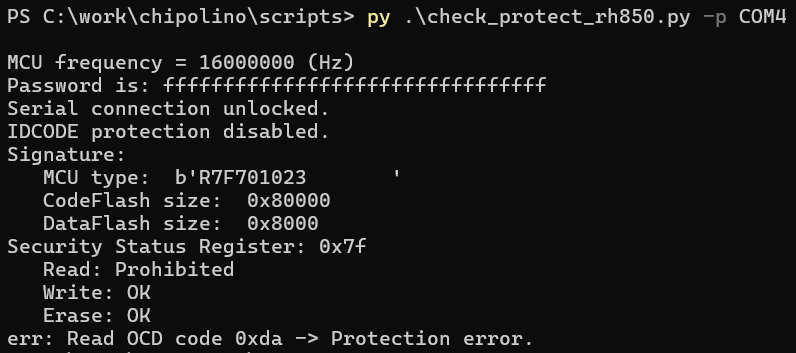 PS C:\work\chipolino\scripts> py .\check_protect_rh850.py -p COM4
MCU frequency = 16000000 (Hz)
Password is: ffffffffffffffffffffffffffffffff
Serial connection unlocked.
IDCODE protection disabled.
Signature:
MCU type:  b'R7F701023       '
CodeFlash size:  0x80000
DataFlash size:  0x8000
Security Status Register: 0x7f
Read: Prohibited
Write: OK
Erase: OK
err: Read OCD code 0xda -> Protection error.